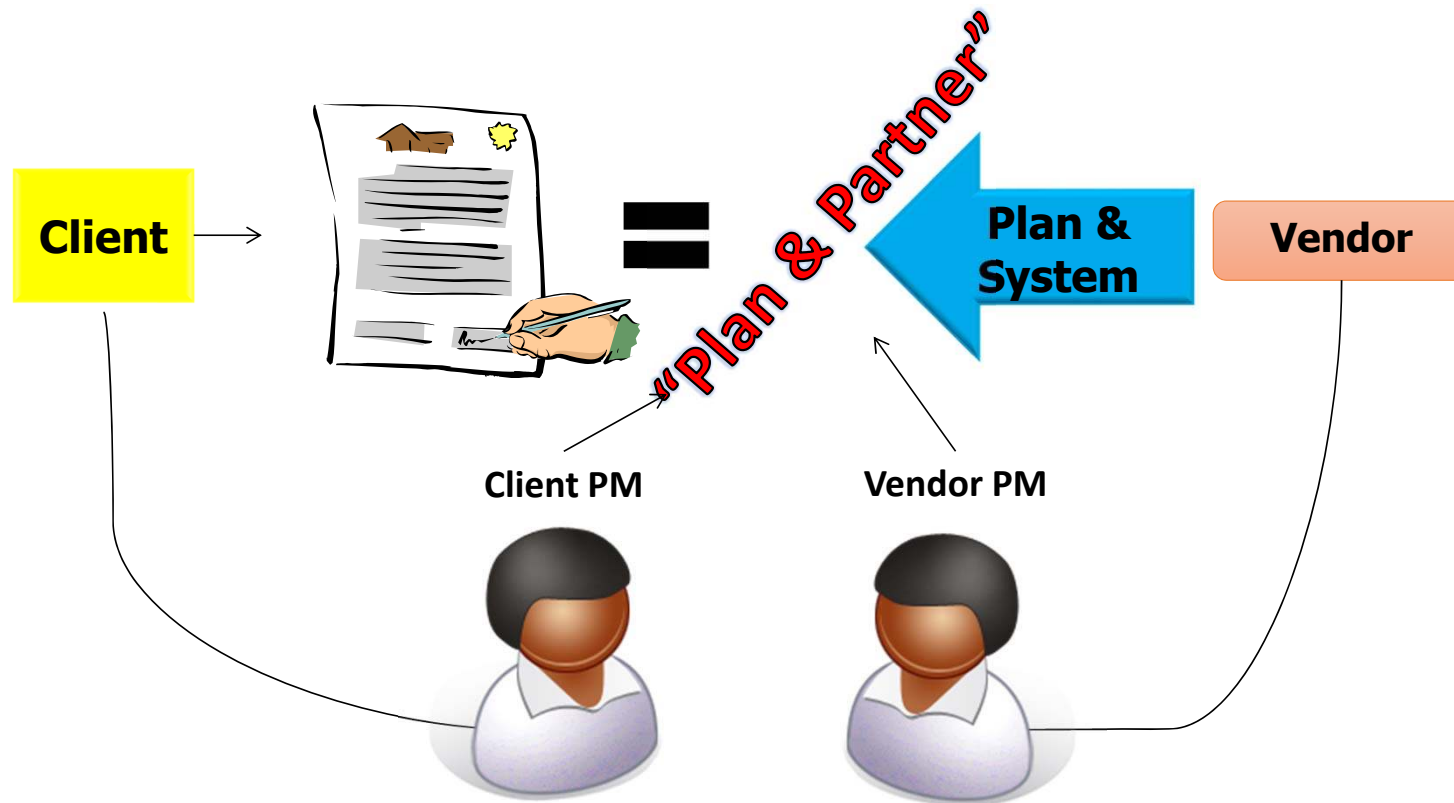 Client
“Plan & Partner”
Plan &
System
Vendor
Client PM
Vendor PM